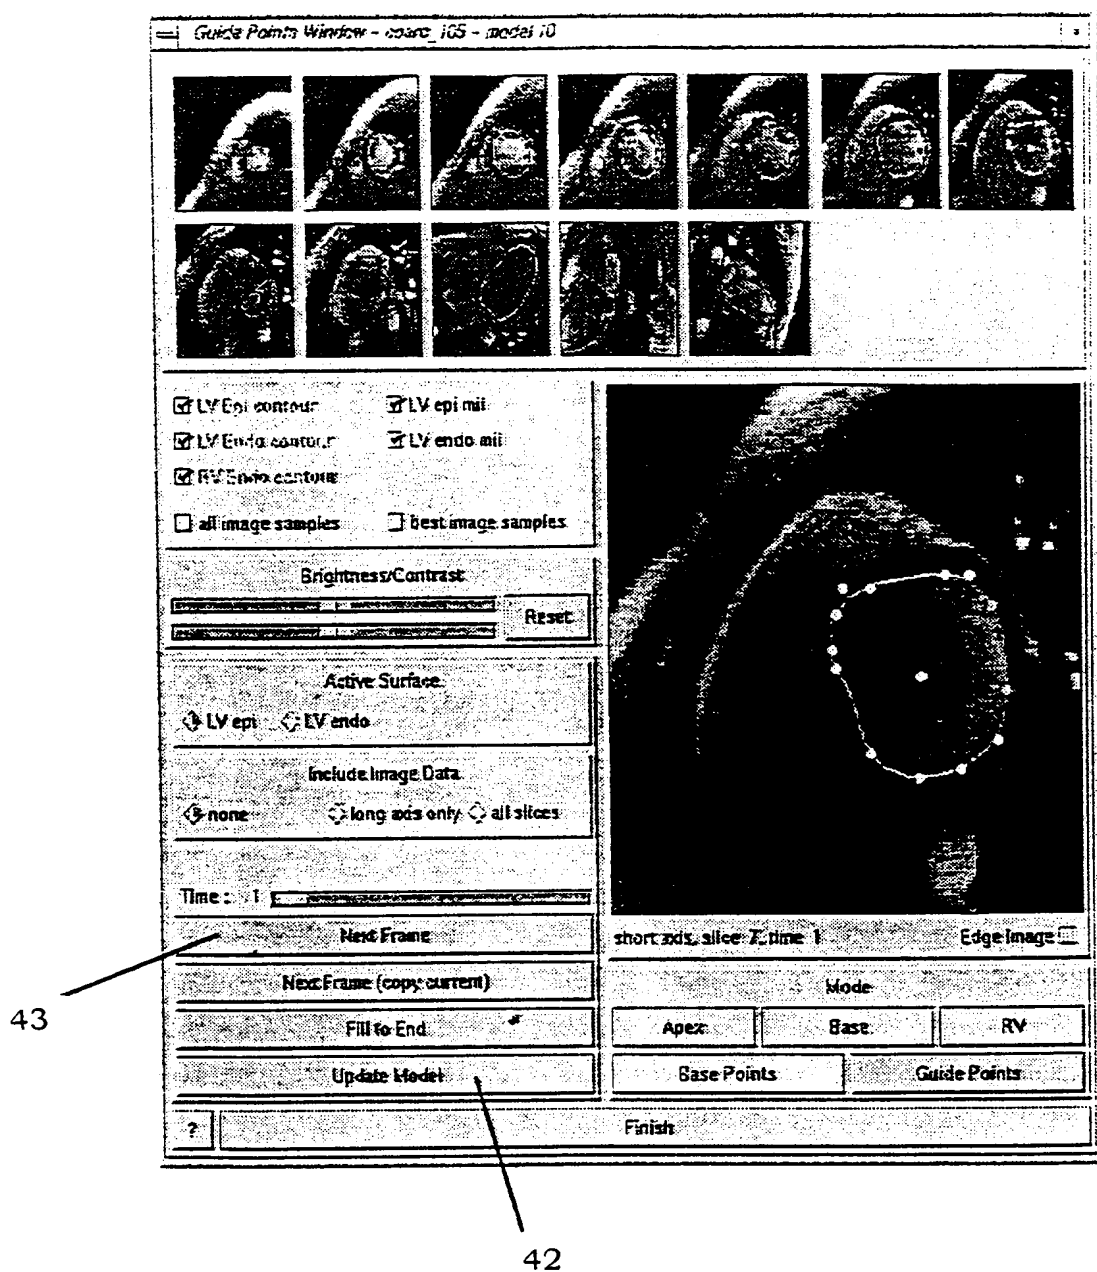 Guide Points Window - model 10
LV Epi contour LV epi mii
LV Endo contour LV endo mii
RV Endo contour
all image samples best image samples
Brightness/Contrast
Reset
Active Surface
LV epi LV endo
Include Image Data
none long axis only all slices
Time : 1
Next Frame
short axis, slice 7, time 1 Edge Image
Next Frame (copy current)
Mode
Fill to End
Apex Base RV
Update Model
Base Points Guide Points
? Finish
43
42